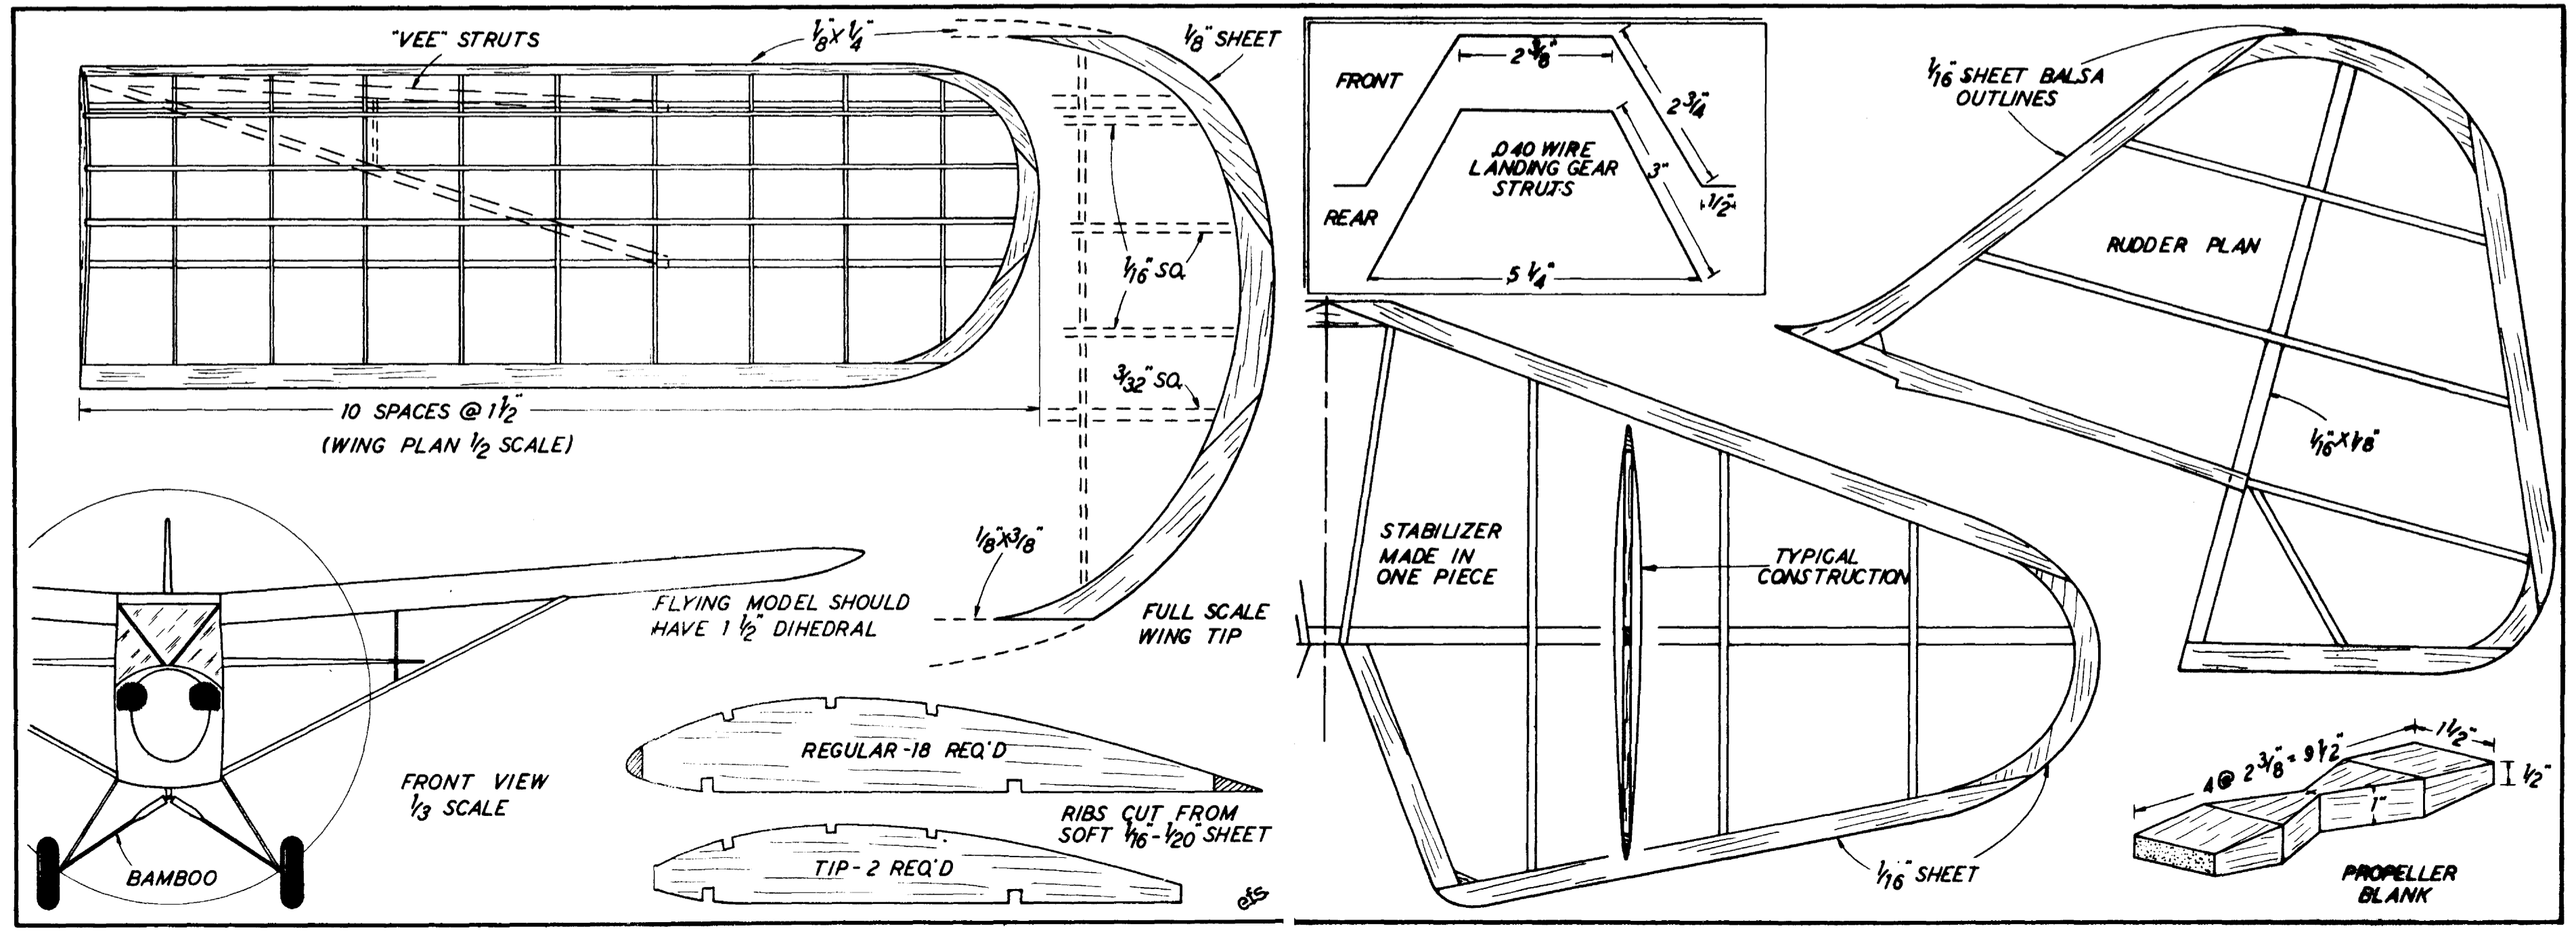 "VEE" STRUTS
1/8" X 1/4"
1/8" SHEET
1/16" SQ.
3/32" SQ.
10 SPACES @ 1 1/2"
(WING PLAN 1/2 SCALE)
1/8" X 3/8"
FULL SCALE
WING TIP
FLYING MODEL SHOULD
HAVE 1 1/2" DIHEDRAL
FRONT VIEW
1/3 SCALE
BAMBOO
REGULAR - 18 REQ'D
RIBS CUT FROM
SOFT 1/16" - 1/20" SHEET
TIP - 2 REQ'D
efs
FRONT
2 3/8"
2 3/4"
.040 WIRE
LANDING GEAR
STRUTS
3"
1/2"
REAR
5 1/4"
1/16" SHEET BALSA
OUTLINES
RUDDER PLAN
1/16" X 1/8"
STABILIZER
MADE IN
ONE PIECE
TYPICAL
CONSTRUCTION
1/16" SHEET
4 @ 2 3/8" = 9 1/2"
1 1/2"
1/2"
1"
PROPELLER
BLANK